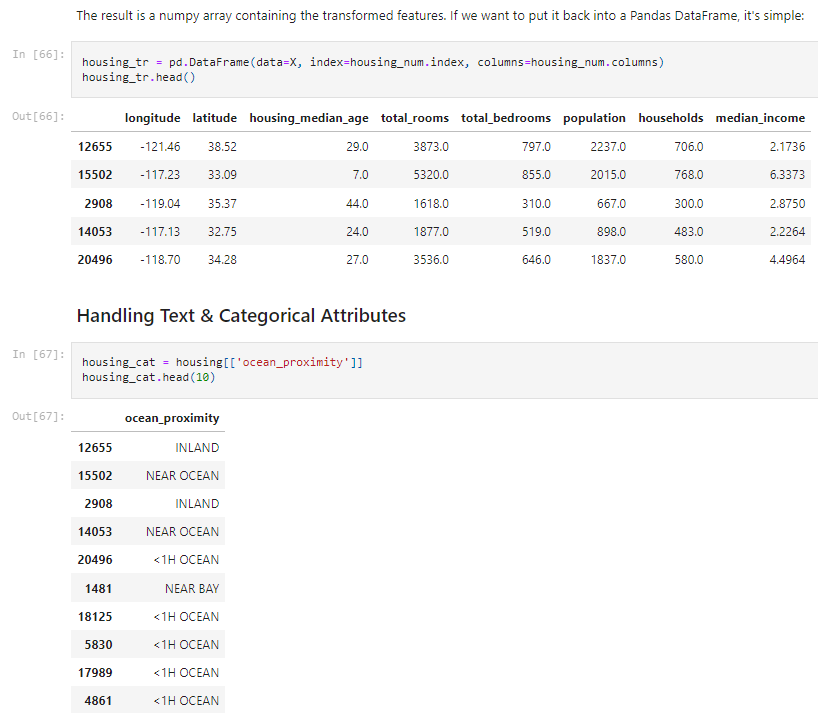 The result is a numpy array containing the transformed features. If we want to put it back into a Pandas DataFrame, it's simple:
In [66]:
housing_tr = pd.DataFrame(data=X, index=housing_num.index, columns=housing_num.columns)
housing_tr.head()
Out[66]:
longitude latitude housing_median_age total_rooms total_bedrooms population households median_income
12655 -121.46 38.52 29.0 3873.0 797.0 2237.0 706.0 2.1736
15502 -117.23 33.09 7.0 5320.0 855.0 2015.0 768.0 6.3373
2908 -119.04 35.37 44.0 1618.0 310.0 667.0 300.0 2.8750
14053 -117.13 32.75 24.0 1877.0 519.0 898.0 483.0 2.2264
20496 -118.70 34.28 27.0 3536.0 646.0 1837.0 580.0 4.4964
Handling Text & Categorical Attributes
In [67]:
housing_cat = housing[['ocean_proximity']]
housing_cat.head(10)
Out[67]:
ocean_proximity
12655 INLAND
15502 NEAR OCEAN
2908 INLAND
14053 NEAR OCEAN
20496 <1H OCEAN
1481 NEAR BAY
18125 <1H OCEAN
5830 <1H OCEAN
17989 <1H OCEAN
4861 <1H OCEAN